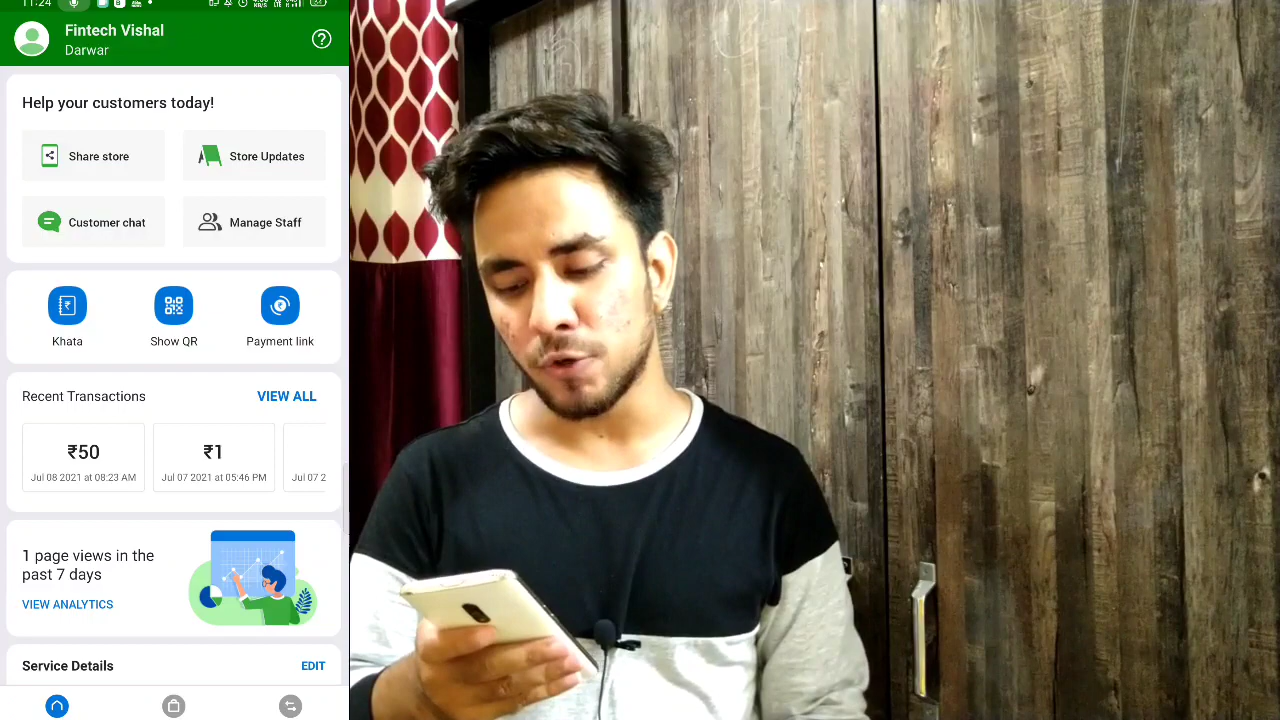 11:24
Fintech Vishal
Darwar
Help your customers today!
Share store
Store Updates
Customer chat
Manage Staff
Khata
Show QR
Payment link
Recent Transactions
VIEW ALL
₹50
₹1
Jul 08 2021 at 08:23 AM
Jul 07 2021 at 05:46 PM
Jul 07 2
1 page views in the
past 7 days
VIEW ANALYTICS
Service Details
EDIT